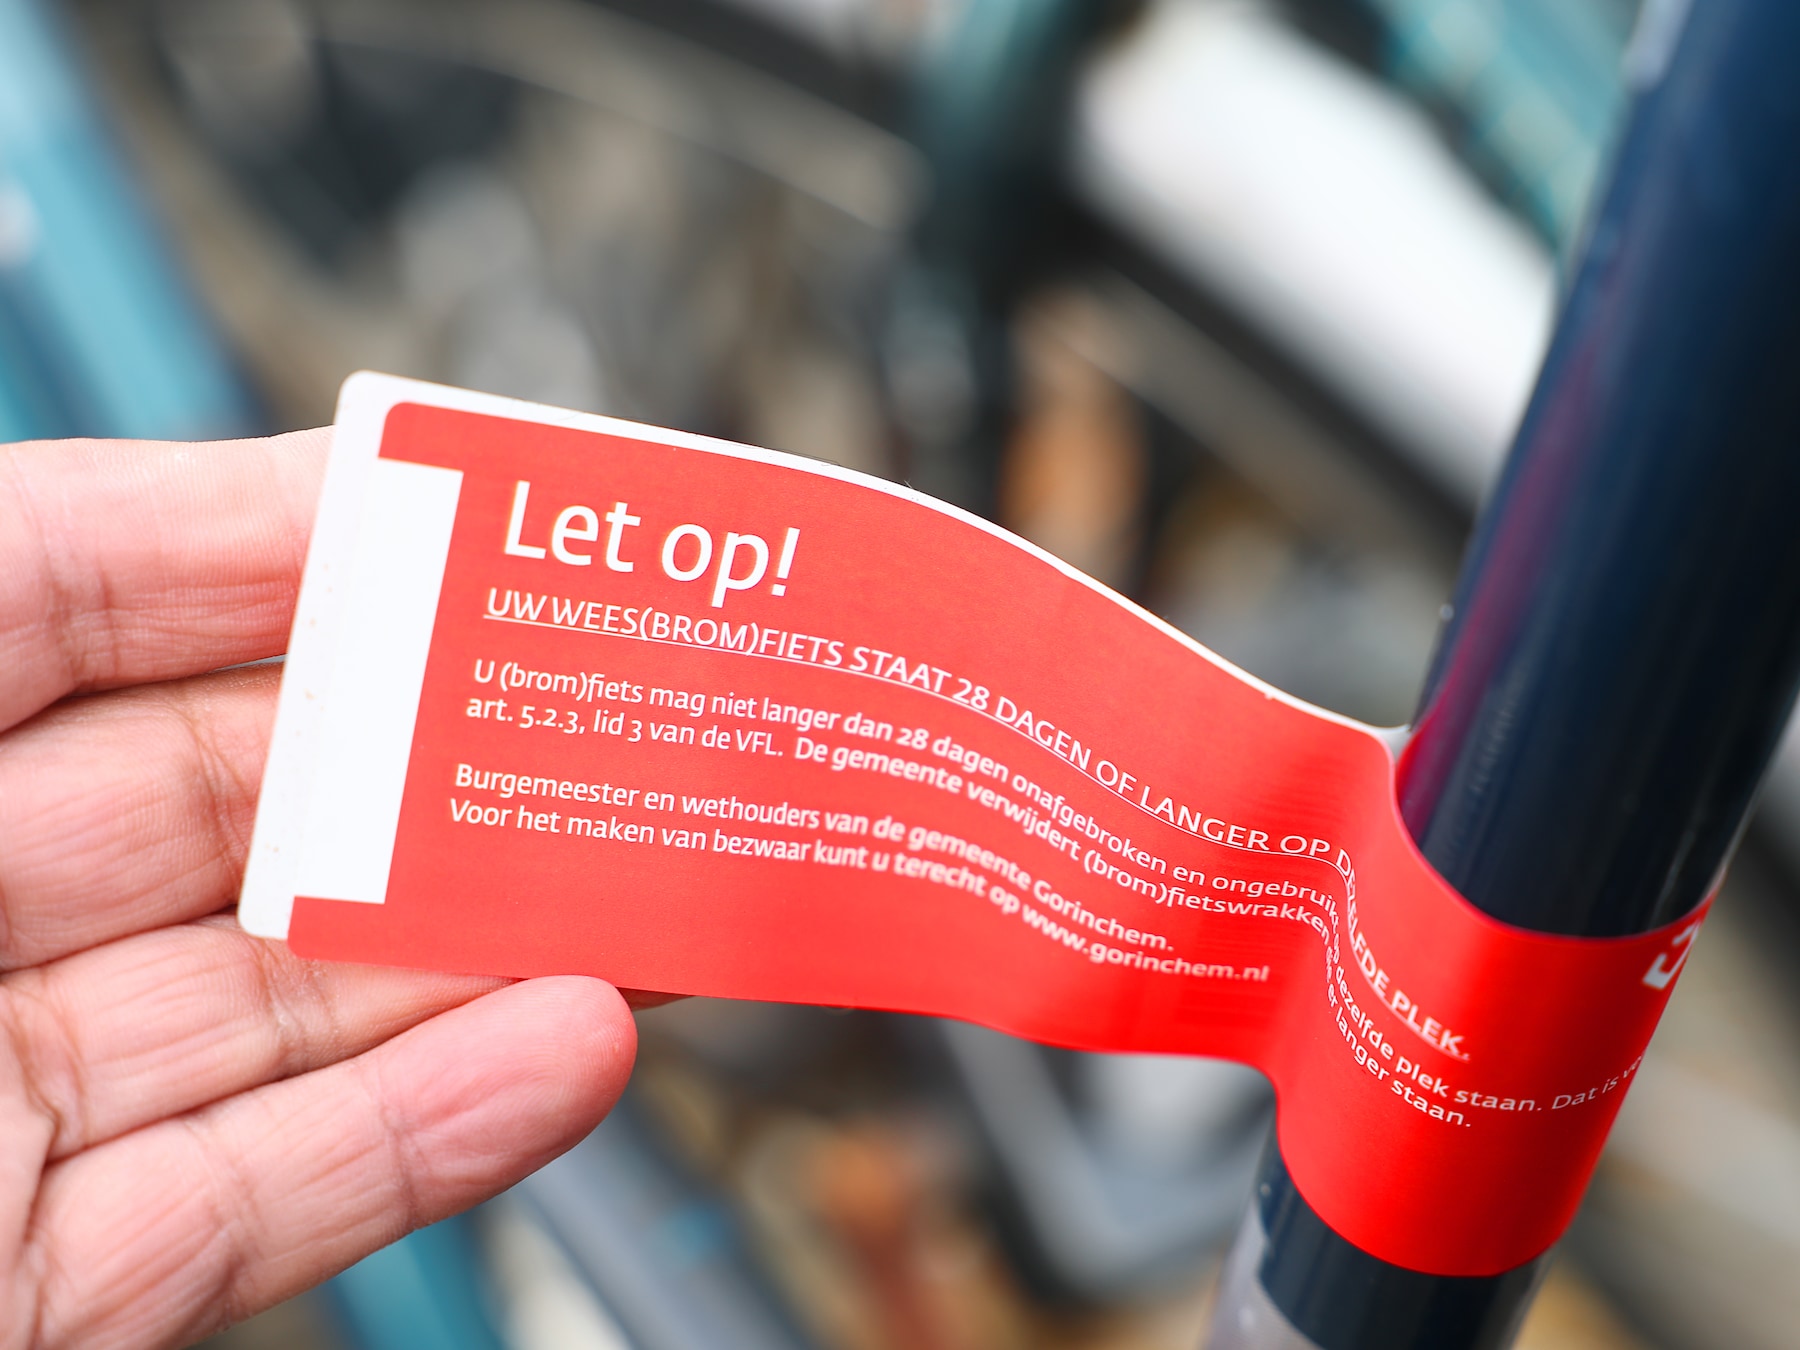 Let op!
UW WEES(BROM)FIETS STAAT 28 DAGEN OF LANGER OP DEZELFDE PLEK.
U (brom)fiets mag niet langer dan 28 dagen onafgebroken en ongebruikt op dezelfde plek staan. Dat is
art. 5.2.3, lid 3 van de VFL. De gemeente verwijdert (brom)fietswrakken die er langer staan.
Burgemeester en wethouders van de gemeente Gorinchem.
Voor het maken van bezwaar kunt u terecht op www.gorinchem.nl